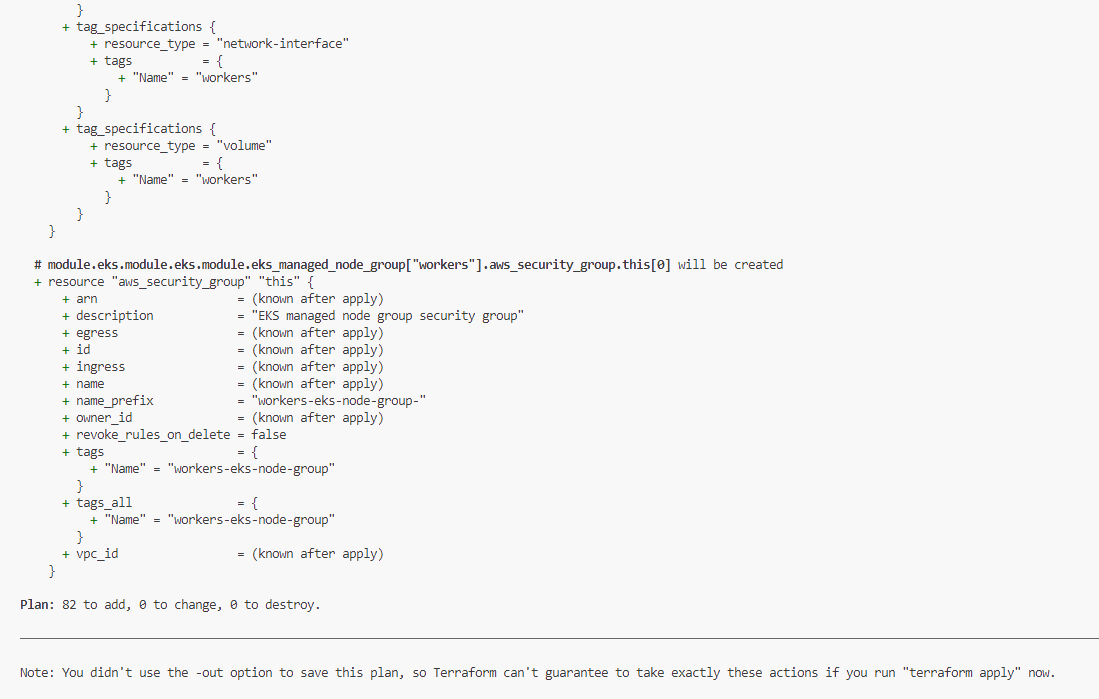 }
+ tag_specifications {
+ resource_type = "network-interface"
+ tags = {
+ "Name" = "workers"
}
}
+ tag_specifications {
+ resource_type = "volume"
+ tags = {
+ "Name" = "workers"
}
}
}
# module.eks.module.eks.module.eks_managed_node_group["workers"].aws_security_group.this[0] will be created
+ resource "aws_security_group" "this" {
+ arn = (known after apply)
+ description = "EKS managed node group security group"
+ egress = (known after apply)
+ id = (known after apply)
+ ingress = (known after apply)
+ name = (known after apply)
+ name_prefix = "workers-eks-node-group-"
+ owner_id = (known after apply)
+ revoke_rules_on_delete = false
+ tags = {
+ "Name" = "workers-eks-node-group"
}
+ tags_all = {
+ "Name" = "workers-eks-node-group"
}
+ vpc_id = (known after apply)
}
Plan: 82 to add, 0 to change, 0 to destroy.
Note: You didn't use the -out option to save this plan, so Terraform can't guarantee to take exactly these actions if you run "terraform apply" now.